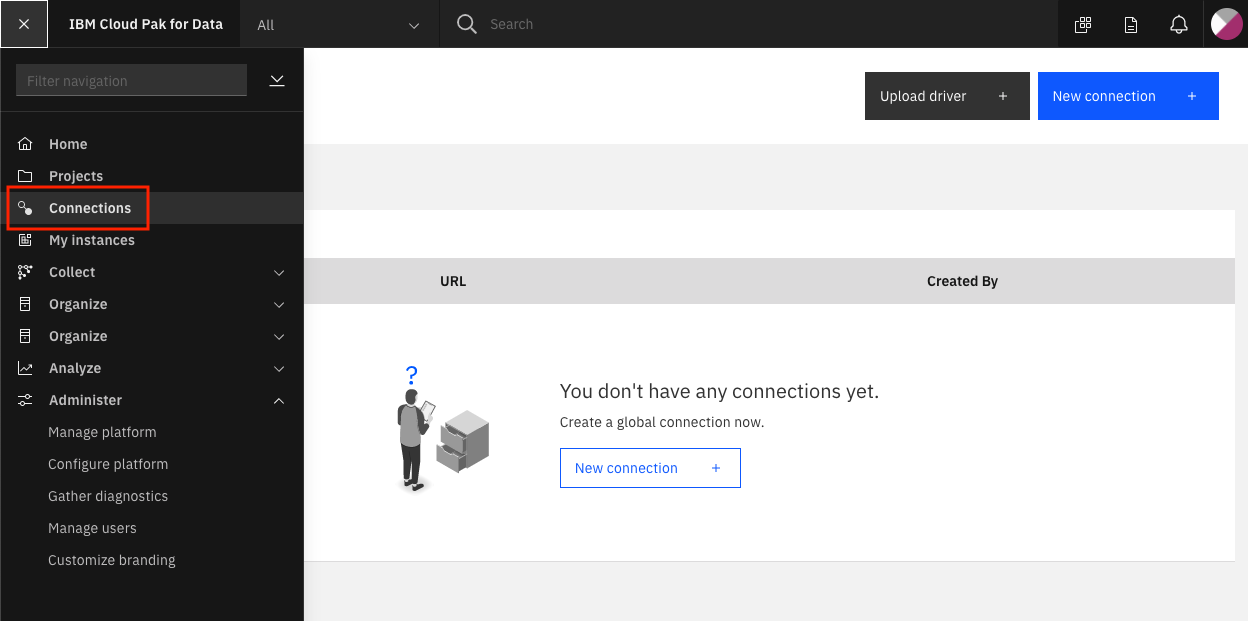 IBM Cloud Pak for Data
All
Search
Filter navigation
Upload driver +
New connection +
Home
Projects
Connections
My instances
Collect
Organize
Organize
Analyze
Administer
Manage platform
Configure platform
Gather diagnostics
Manage users
Customize branding
URL
Created By
?
You don't have any connections yet.
Create a global connection now.
New connection +